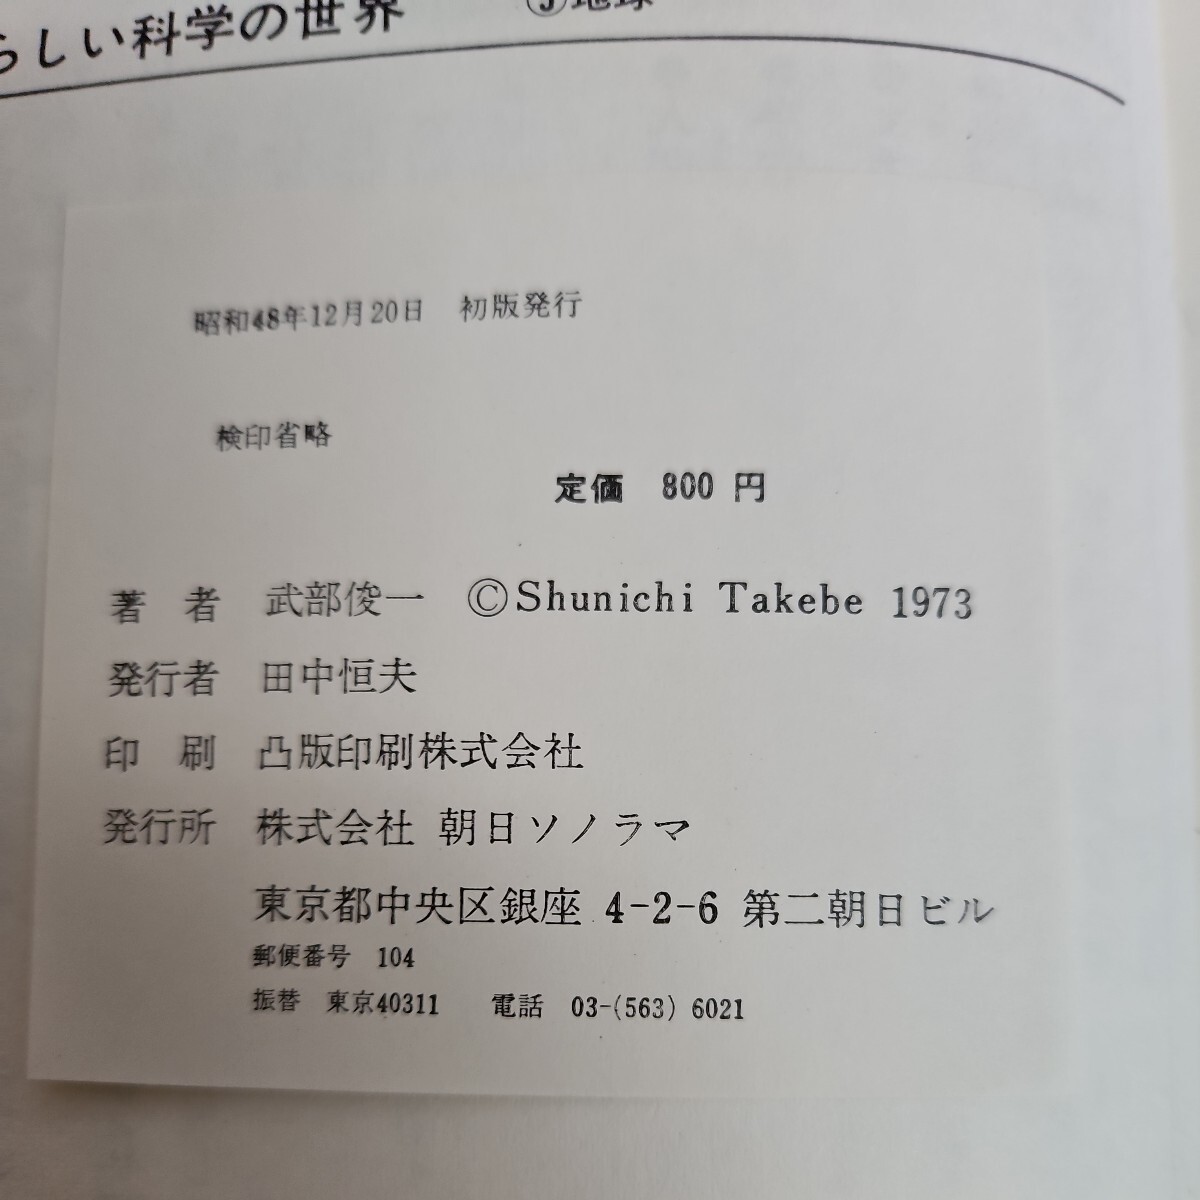 らしい科学の世界 ⑤地球
昭和48年12月20日 初版発行
検印省略
定価 800 円
著者 武部俊一 ©Shunichi Takebe 1973
発行者 田中恒夫
印刷 凸版印刷株式会社
発行所 株式会社 朝日ソノラマ
東京都中央区銀座 4-2-6 第二朝日ビル
郵便番号 104
振替 東京40311 電話 03-(563) 6021